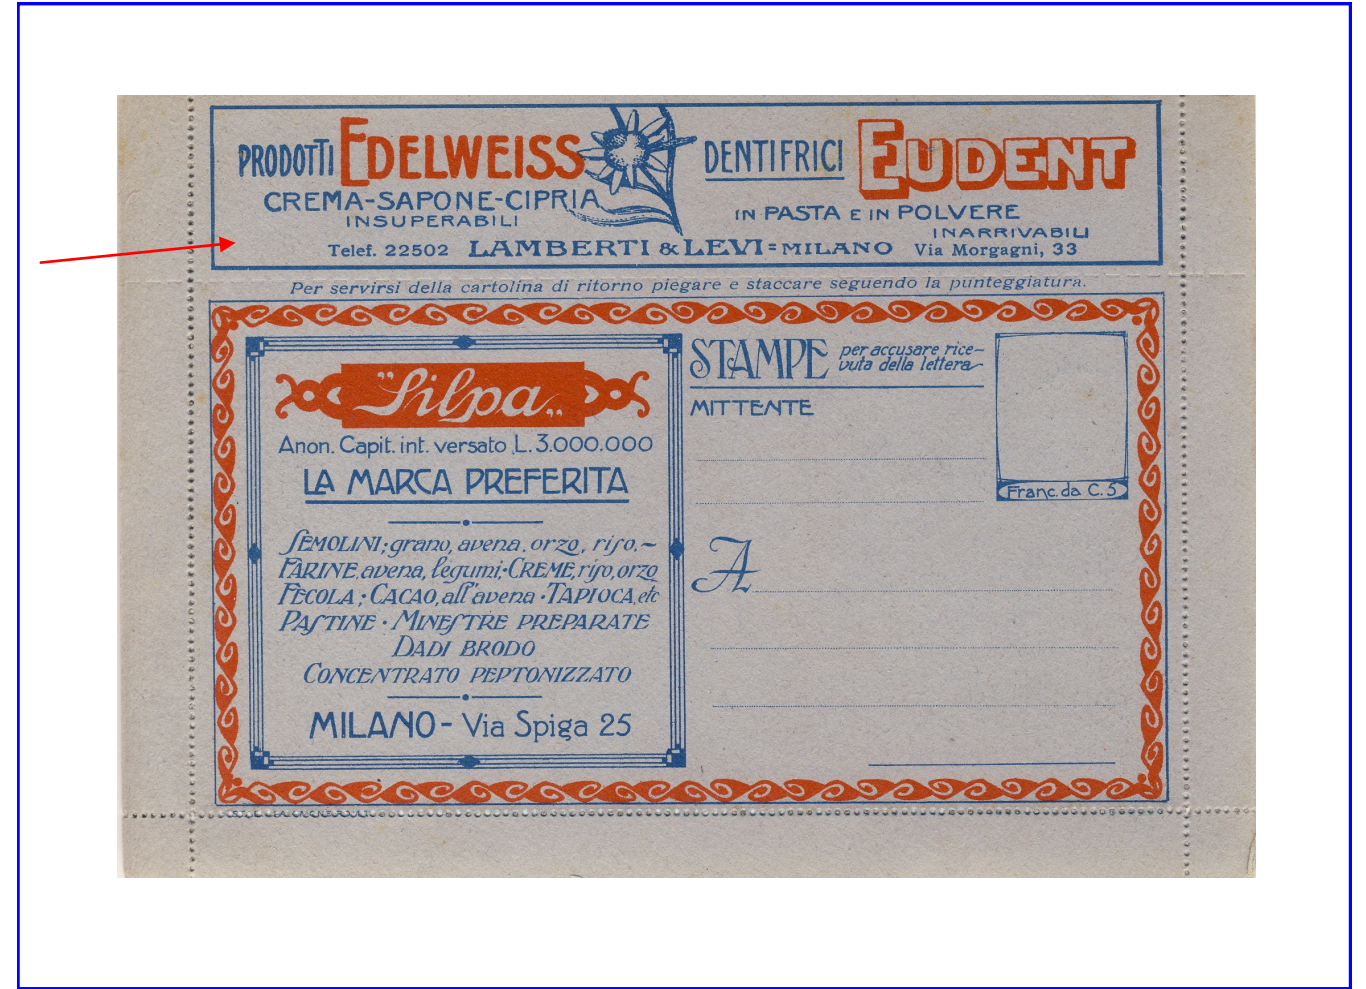 PRODOTTI EDELWEISS
CREMA-SAPONE-CIPRIA
INSUPERABILI
DENTIFRICI EUDENT
IN PASTA E IN POLVERE
INARRIVABILI
Telef. 22502 LAMBERTI & LEVI=MILANO Via Morgagni, 33
Per servirsi della cartolina di ritorno piegare e staccare seguendo la punteggiatura.
"Lilpa„
Anon. Capit. int. versato L. 3.000.000
LA MARCA PREFERITA
SEMOLINI; grano, avena, orzo, riso,~
FARINE, avena, legumi;·CREME, riso, orzo
FECOLA; CACAO, all'avena · TAPIOCA, etc
PASTINE · MINESTRE PREPARATE
DADI BRODO
CONCENTRATO PEPTONIZZATO
MILANO - Via Spiga 25
STAMPE per accusare rice-
vuta della lettera
MITTENTE
Franc. da C. 5
A